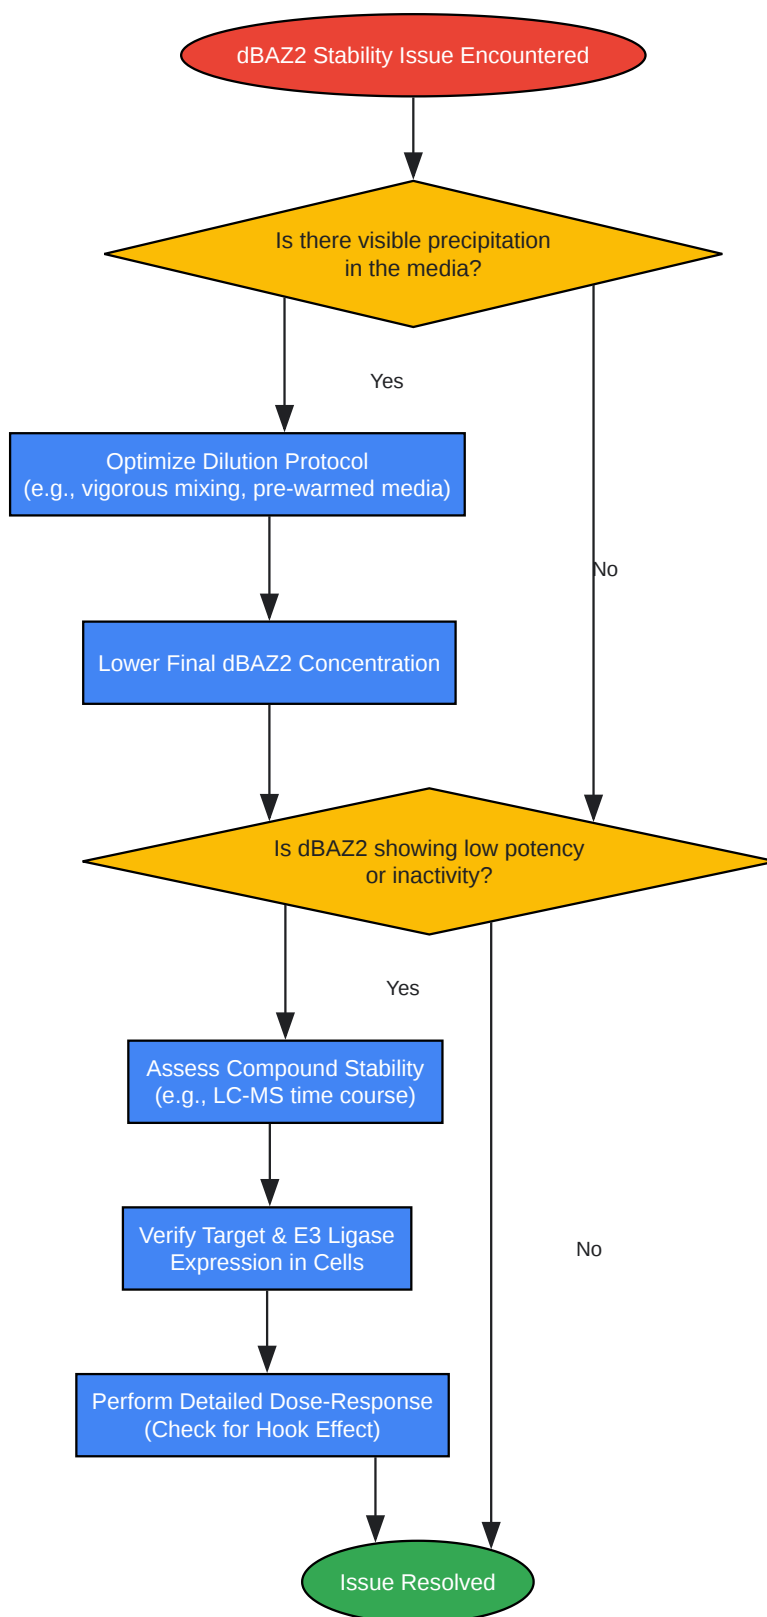 dBAZ2 Stability Issue Encountered
Is there visible precipitation
in the media?
Yes
Optimize Dilution Protocol
(e.g., vigorous mixing, pre-warmed media)
No
Lower Final dBAZ2 Concentration
Is dBAZ2 showing low potency
or inactivity?
Yes
Assess Compound Stability
(e.g., LC-MS time course)
Verify Target & E3 Ligase
Expression in Cells
No
Perform Detailed Dose-Response
(Check for Hook Effect)
Issue Resolved